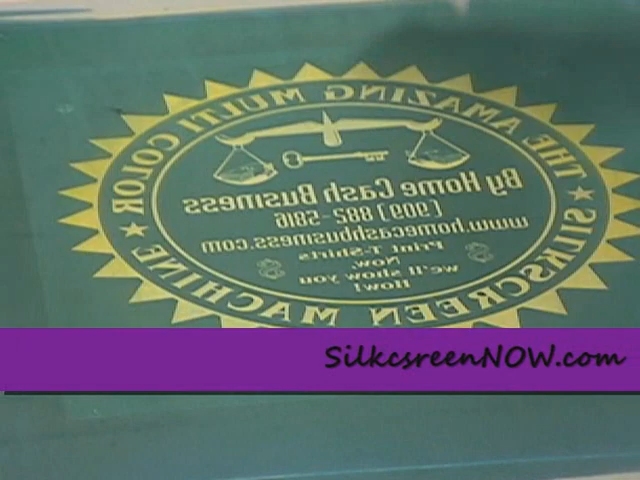 THE AMAZING MULTI COLOR
By Home Cash Business
(909) 882-5816
www.homecashbusiness.com
Print T-Shirts
Now,
we'll show you
How!
SILKSCREEN MACHINE
SilkcsreenNOW.com